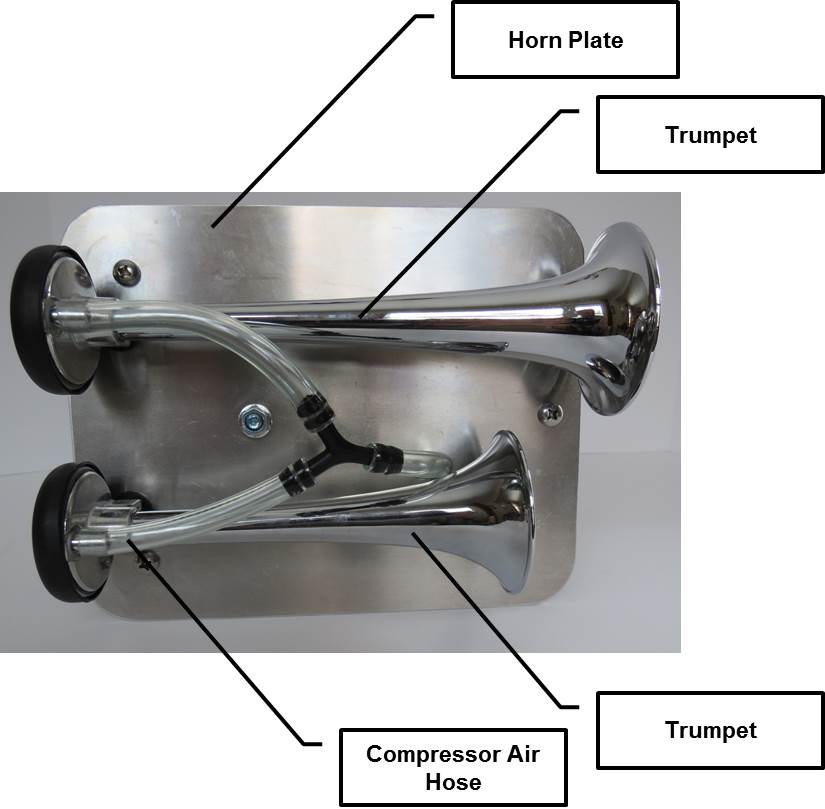 Horn Plate
Trumpet
Trumpet
Compressor Air
Hose